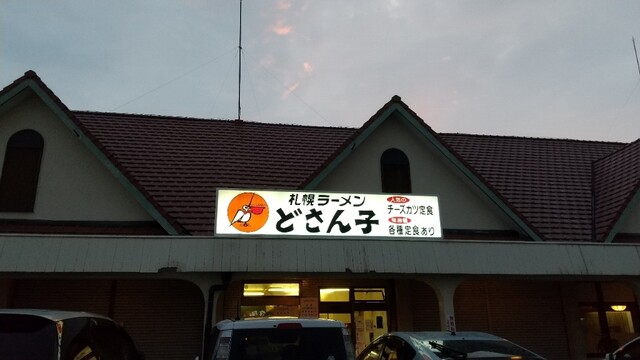 札幌ラーメン
どさん子
人気の
チーズカツ定食
各種定食あり